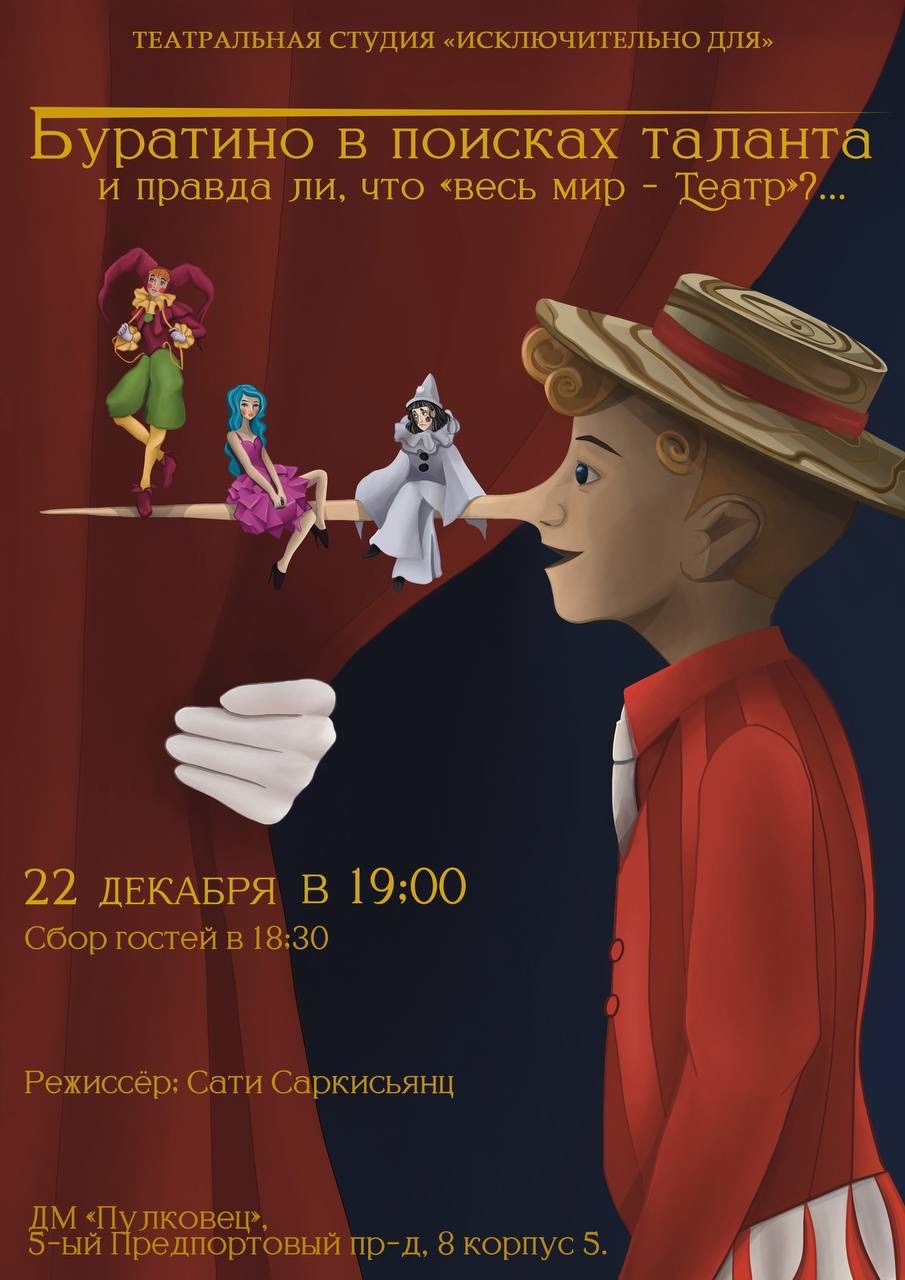 ТЕАТРАЛЬНАЯ СТУДИЯ «ИСКЛЮЧИТЕЛЬНО ДЛЯ»
Буратино в поисках таланта
и правда ли, что «весь мир - Театр»?...
22 ДЕКАБРЯ В 19;00
Сбор гостей в 18;30
Режиссёр; Сати Саркисьянц
ДМ «Пулковец»,
5-ый Предпортовый пр-д, 8 корпус 5.